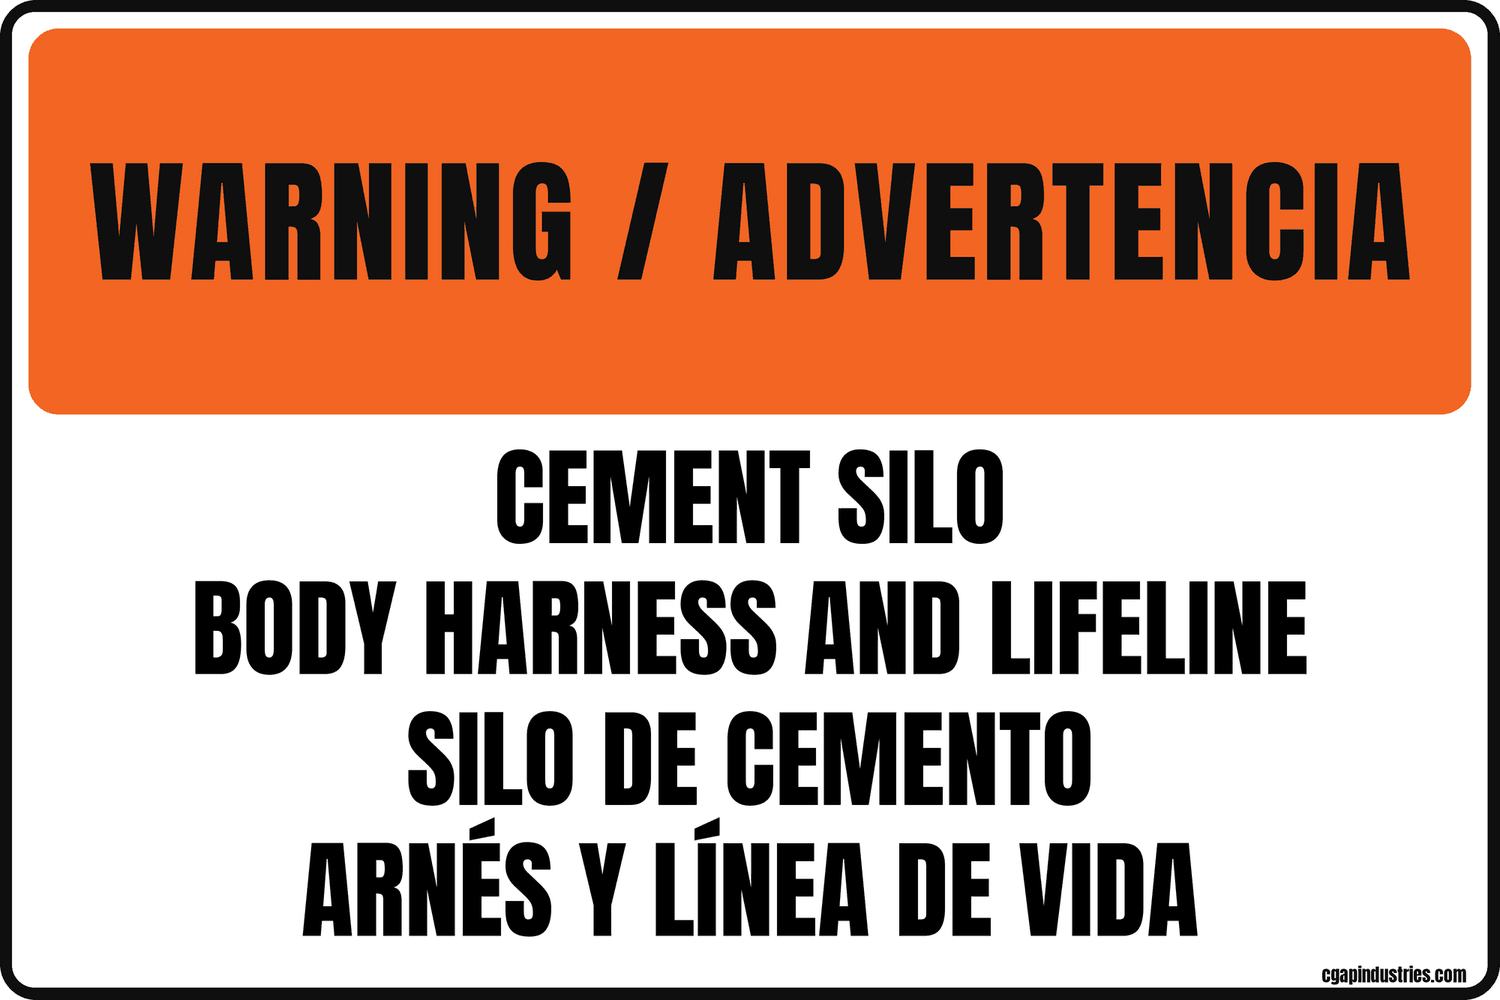 WARNING / ADVERTENCIA
CEMENT SILO
BODY HARNESS AND LIFELINE
SILO DE CEMENTO
ARNÉS Y LÍNEA DE VIDA
cgapindustries.com